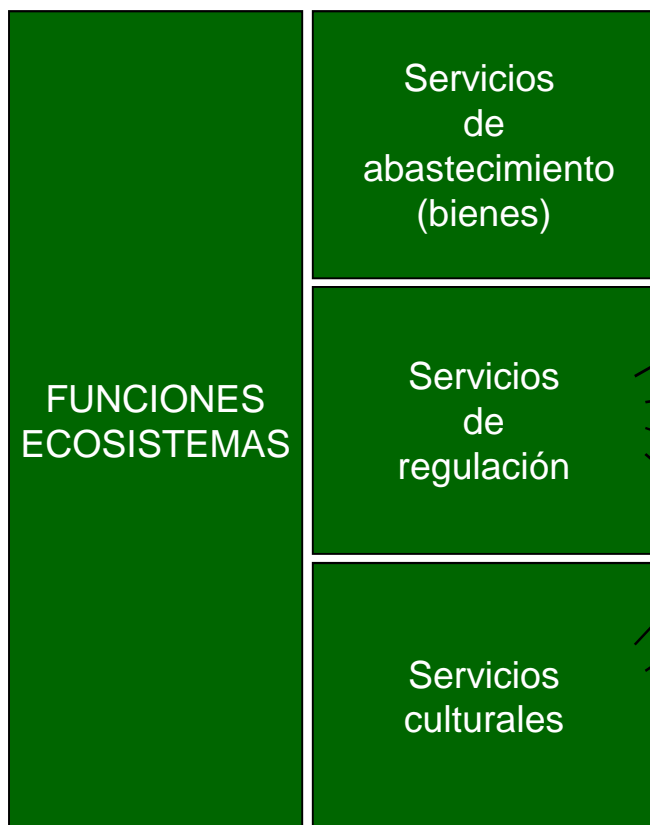 FUNCIONES
ECOSISTEMAS
Servicios
de
abastecimiento
(bienes)
Servicios
de
regulación
Servicios
culturales